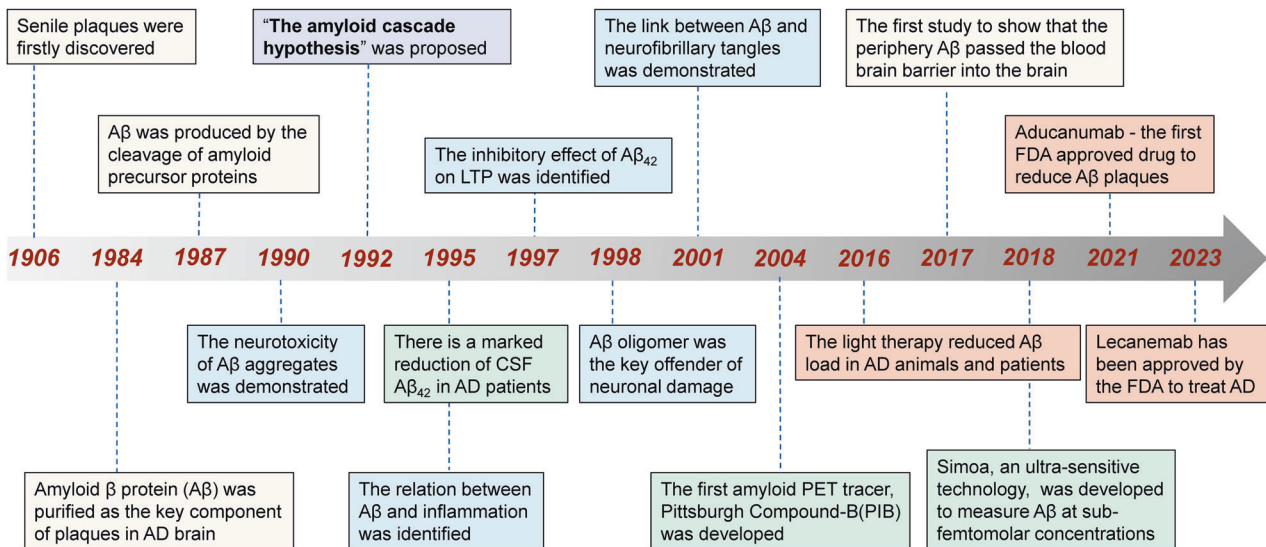 Senile plaques were
firstly discovered
“The amyloid cascade
hypothesis” was proposed
The link between Aβ and
neurofibrillary tangles
was demonstrated
The first study to show that the
periphery Aβ passed the blood
brain barrier into the brain
Aβ was produced by the
cleavage of amyloid
precursor proteins
The inhibitory effect of Aβ₄₂
on LTP was identified
Aducanumab - the first
FDA approved drug to
reduce Aβ plaques
1906 1984 1987 1990 1992 1995 1997 1998 2001 2004 2016 2017 2018 2021 2023
The neurotoxicity
of Aβ aggregates
was demonstrated
There is a marked
reduction of CSF
Aβ₄₂ in AD patients
Aβ oligomer was
the key offender of
neuronal damage
The light therapy reduced Aβ
load in AD animals and patients
Lecanemab has
been approved by
the FDA to treat AD
Amyloid β protein (Aβ) was
purified as the key component
of plaques in AD brain
The relation between
Aβ and inflammation
was identified
The first amyloid PET tracer,
Pittsburgh Compound-B(PIB)
was developed
Simoa, an ultra-sensitive
technology, was developed
to measure Aβ at sub-
femtomolar concentrations